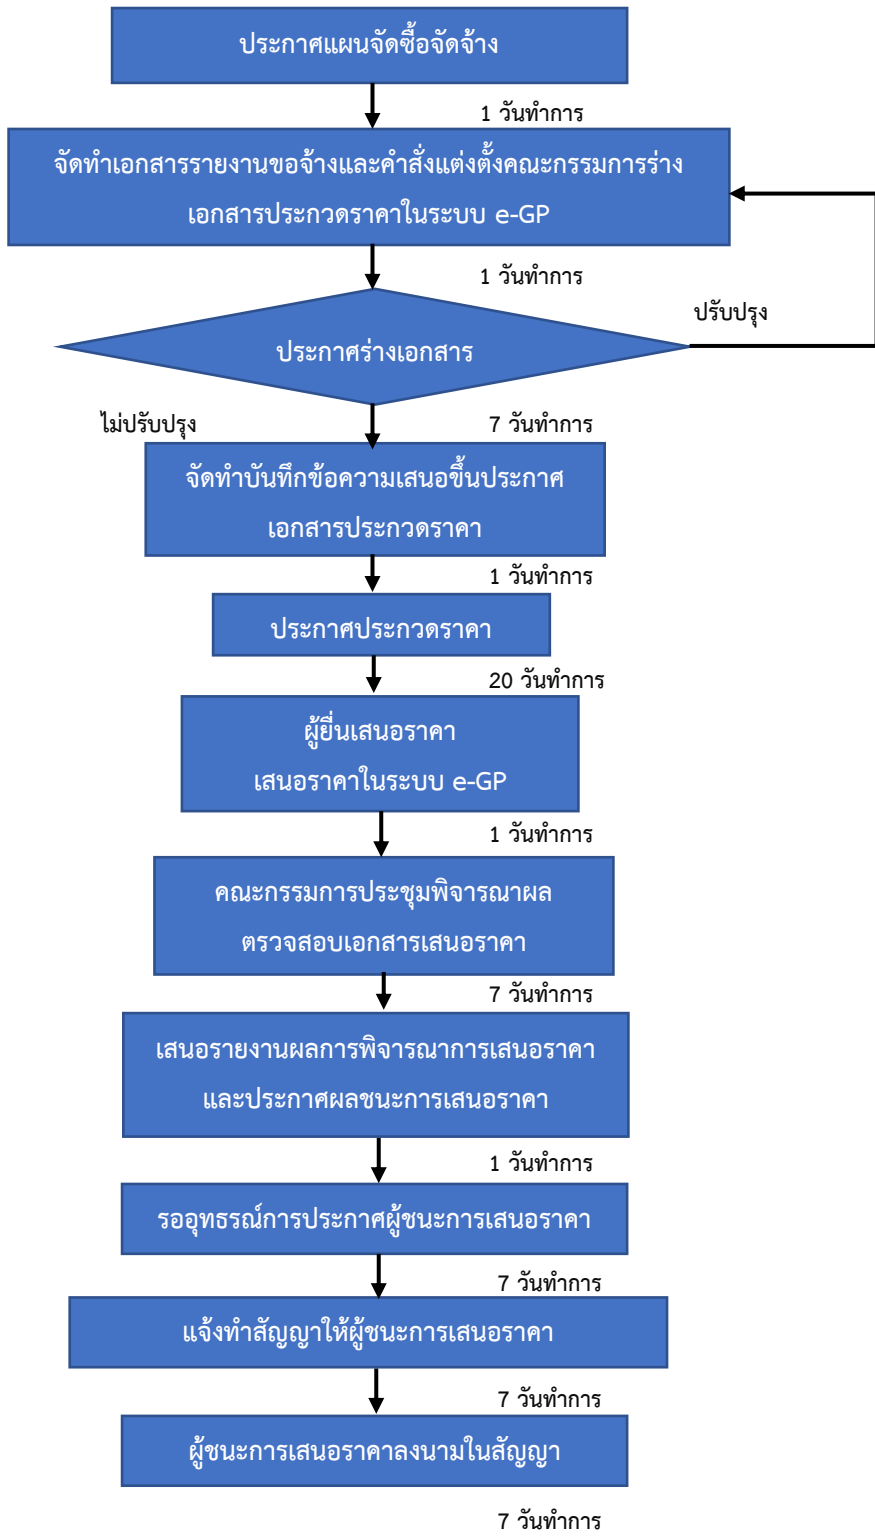 ประกาศแผนจัดซื้อจัดจ้าง
1 วันทำการ
จัดทำเอกสารรายงานขอจ้างและคำสั่งแต่งตั้งคณะกรรมการร่าง
เอกสารประกวดราคาในระบบ e-GP
1 วันทำการ
ปรับปรุง
ประกาศร่างเอกสาร
ไม่ปรับปรุง
7 วันทำการ
จัดทำบันทึกข้อความเสนอขึ้นประกาศ
เอกสารประกวดราคา
1 วันทำการ
ประกาศประกวดราคา
20 วันทำการ
ผู้ยื่นเสนอราคา
เสนอราคาในระบบ e-GP
1 วันทำการ
คณะกรรมการประชุมพิจารณาผล
ตรวจสอบเอกสารเสนอราคา
7 วันทำการ
เสนอรายงานผลการพิจารณาการเสนอราคา
และประกาศผลชนะการเสนอราคา
1 วันทำการ
รออุทธรณ์การประกาศผู้ชนะการเสนอราคา
7 วันทำการ
แจ้งทำสัญญาให้ผู้ชนะการเสนอราคา
7 วันทำการ
ผู้ชนะการเสนอราคาลงนามในสัญญา
7 วันทำการ